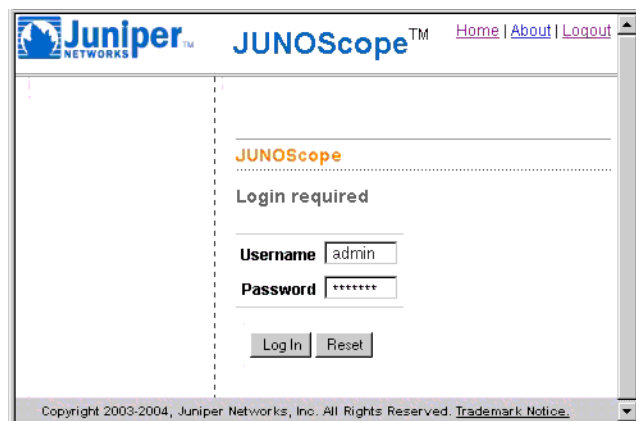 Juniper™
NETWORKS
JUNOScope™
Home | About | Logout
JUNOScope
Login required
Username admin
Password *******
Log In Reset
Copyright 2003-2004, Juniper Networks, Inc. All Rights Reserved. Trademark Notice.